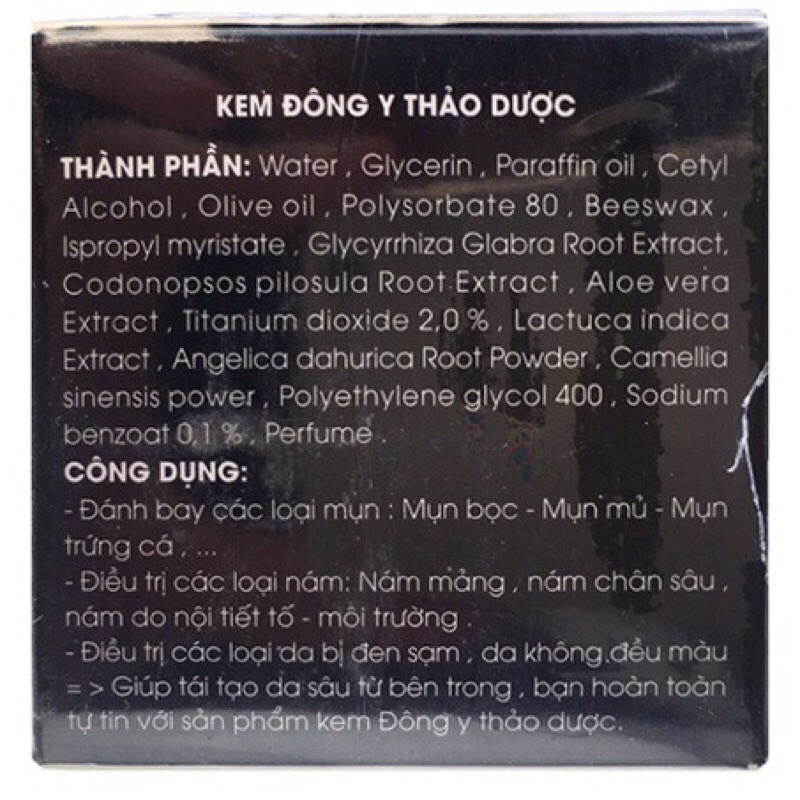 KEM ĐÔNG Y THẢO DƯỢC
THÀNH PHẦN: Water , Glycerin , Paraffin oil , Cetyl
Alcohol , Olive oil , Polysorbate 80 , Beeswax ,
Ispropyl myristate , Glycyrrhiza Glabra Root Extract,
Codonopsos pilosula Root Extract , Aloe vera
Extract , Titanium dioxide 2,0 % , Lactuca indica
Extract , Angelica dahurica Root Powder , Camellia
sinensis power , Polyethylene glycol 400 , Sodium
benzoat 0,1 % , Perfume .
CÔNG DỤNG:
- Đánh bay các loại mụn : Mụn bọc - Mụn mủ - Mụn
trứng cá , ...
- Điều trị các loại nám: Nám mảng , nám chân sâu ,
nám do nội tiết tố - môi trường .
- Điều trị các loại da bị đen sạm , da không đều màu
= > Giúp tái tạo da sâu từ bên trong , bạn hoàn toàn
tự tin với sản phẩm kem Đông y thảo dược.